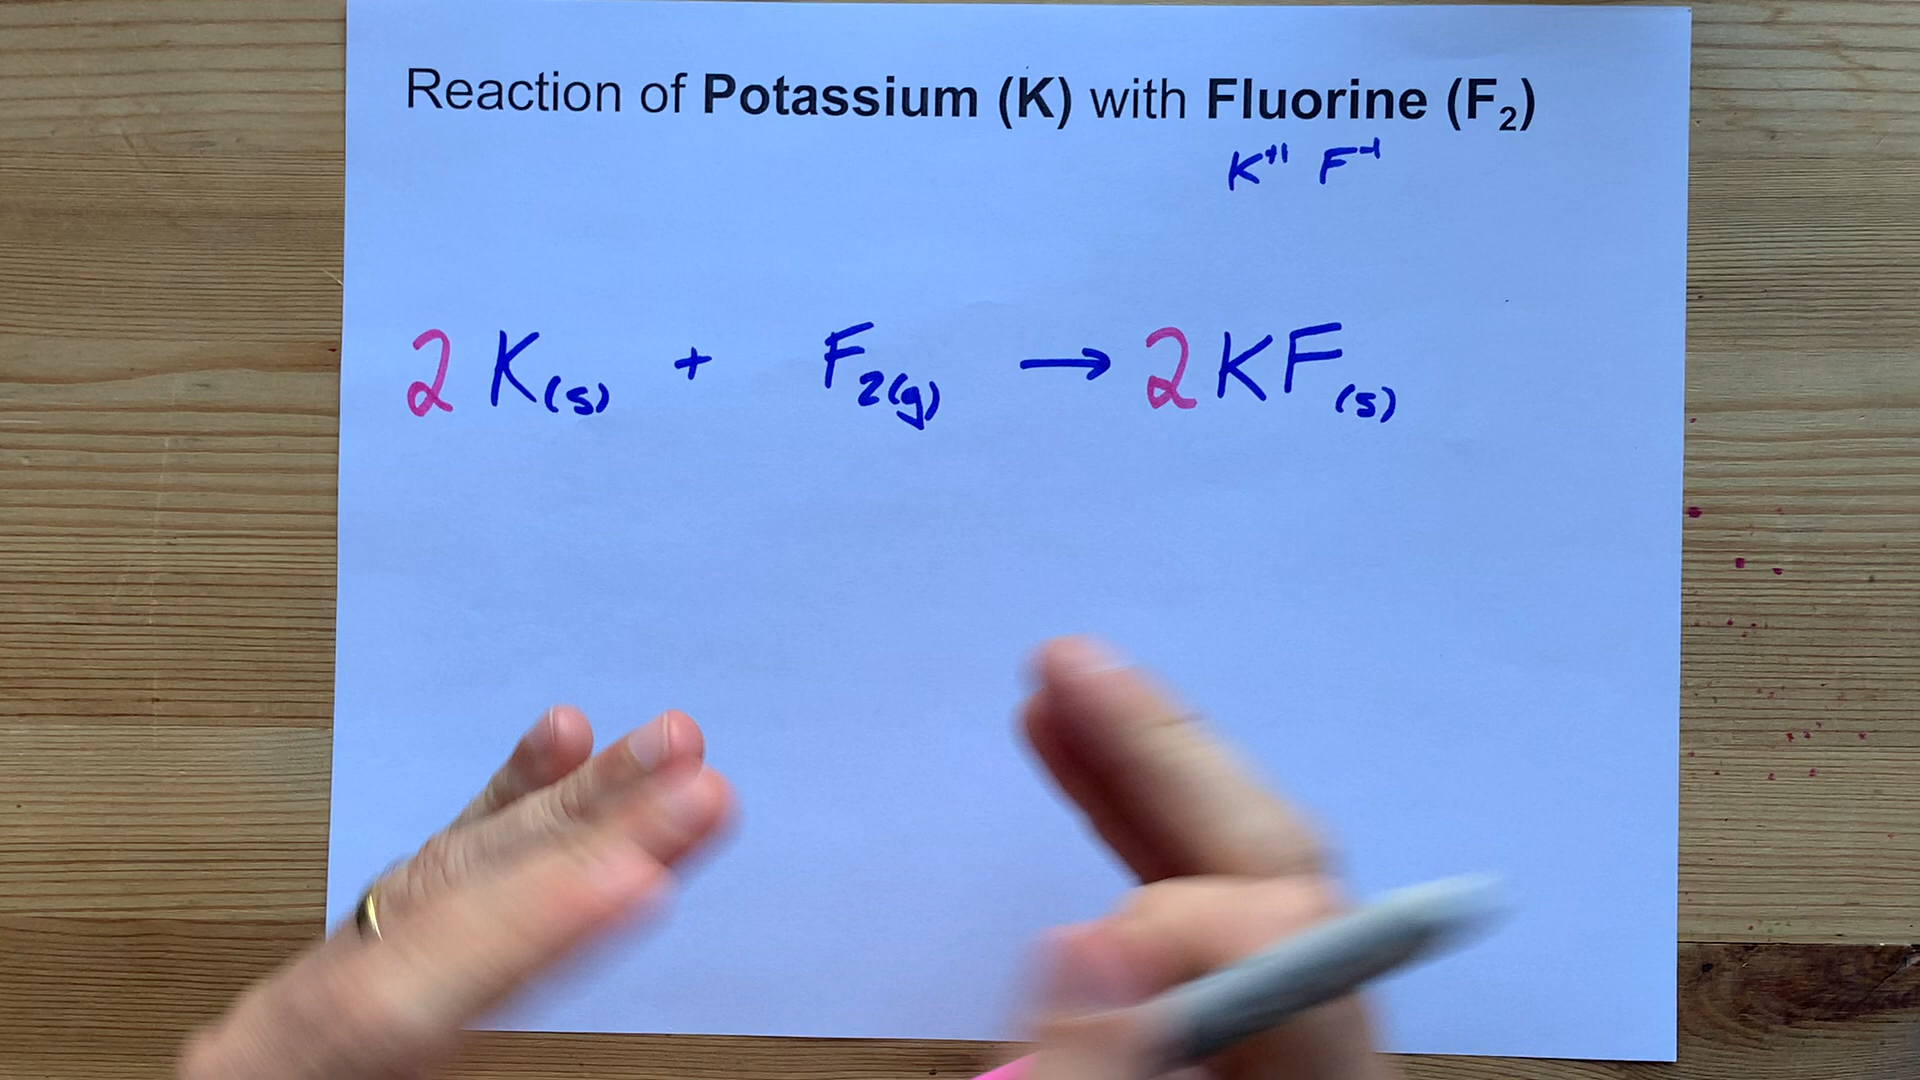 Reaction of Potassium (K) with Fluorine (F₂)
K⁺¹ F⁻¹
2 K(s) + F₂(g) → 2 KF(s)